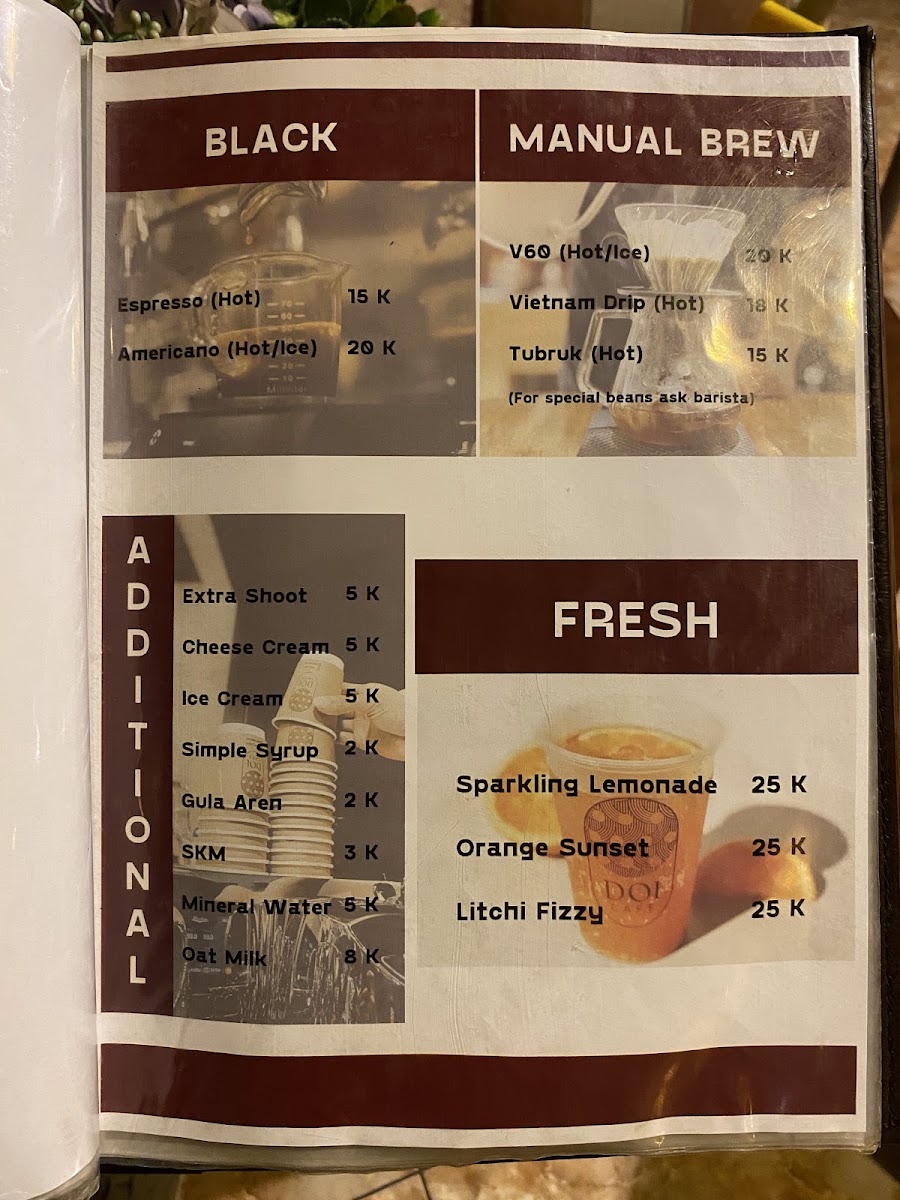 BLACK
Espresso (Hot) 15 K
Americano (Hot/Ice) 20 K
MANUAL BREW
V60 (Hot/Ice) 20 K
Vietnam Drip (Hot) 18 K
Tubruk (Hot) 15 K
(For special beans ask barista)
ADDITIONAL
Extra Shoot 5 K
Cheese Cream 5 K
Ice Cream 5 K
Simple Syrup 2 K
Gula Aren 2 K
SKM 3 K
Mineral Water 5 K
Oat Milk 8 K
FRESH
Sparkling Lemonade 25 K
Orange Sunset 25 K
Litchi Fizzy 25 K